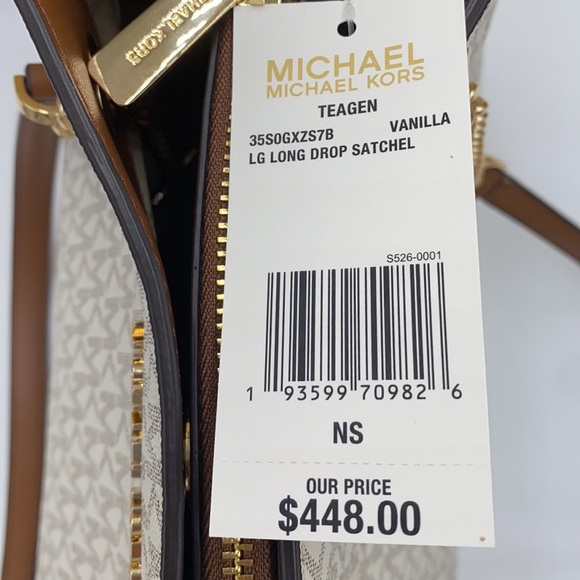 MICHAEL KORS
MICHAEL
MICHAEL KORS
TEAGEN
35S0GXZS7B VANILLA
LG LONG DROP SATCHEL
S526-0001
1 93599 70982 6
NS
OUR PRICE
$448.00